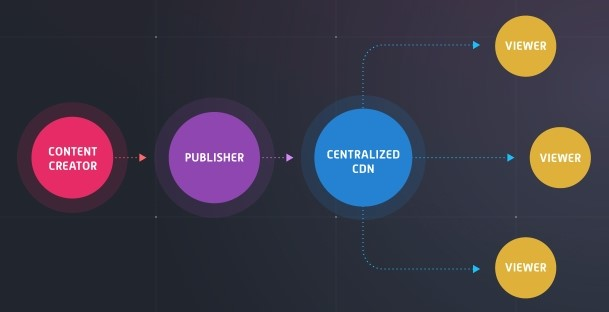 CONTENT
CREATOR
PUBLISHER
CENTRALIZED
CDN
VIEWER
VIEWER
VIEWER